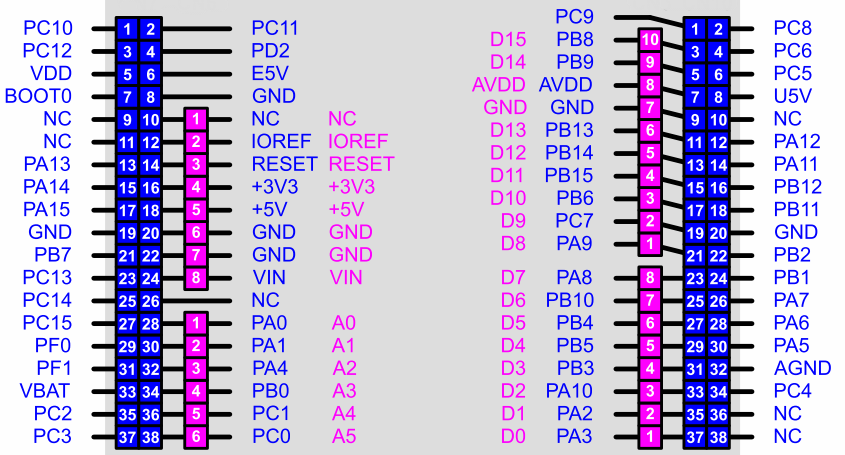 PC9
PC10 1 2 PC11 D15 PB8 10 1 2 PC8
PC12 3 4 PD2 D14 PB9 9 3 4 PC6
VDD 5 6 E5V AVDD AVDD 8 5 6 PC5
BOOT0 7 8 GND GND GND 7 7 8 U5V
NC 9 10 1 NC NC D13 PB13 6 9 10 NC
NC 11 12 2 IOREF IOREF D12 PB14 5 11 12 PA12
PA13 13 14 3 RESET RESET D11 PB15 4 13 14 PA11
PA14 15 16 4 +3V3 +3V3 D10 PB6 3 15 16 PB12
PA15 17 18 5 +5V +5V D9 PC7 2 17 18 PB11
GND 19 20 6 GND GND D8 PA9 1 19 20 GND
PB7 21 22 7 GND GND 21 22 PB2
PC13 23 24 8 VIN VIN D7 PA8 8 23 24 PB1
PC14 25 26 NC D6 PB10 7 25 26 PA7
PC15 27 28 1 PA0 A0 D5 PB4 6 27 28 PA6
PF0 29 30 2 PA1 A1 D4 PB5 5 29 30 PA5
PF1 31 32 3 PA4 A2 D3 PB3 4 31 32 AGND
VBAT 33 34 4 PB0 A3 D2 PA10 3 33 34 PC4
PC2 35 36 5 PC1 A4 D1 PA2 2 35 36 NC
PC3 37 38 6 PC0 A5 D0 PA3 1 37 38 NC